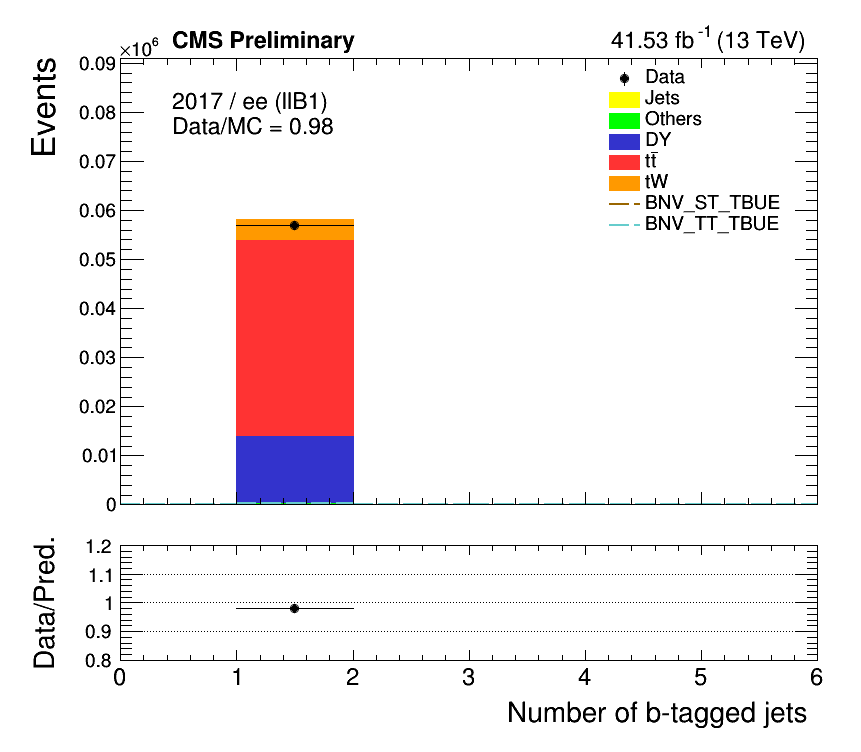 ×10⁶ CMS Preliminary 41.53 fb⁻¹ (13 TeV)
Events
0.09
0.08
0.07
0.06
0.05
0.04
0.03
0.02
0.01
0
2017 / ee (llB1)
Data/MC = 0.98
Data
Jets
Others
DY
tt̄
tW
BNV_ST_TBUE
BNV_TT_TBUE
Data/Pred.
1.2
1.1
1
0.9
0.8
0 1 2 3 4 5 6
Number of b-tagged jets